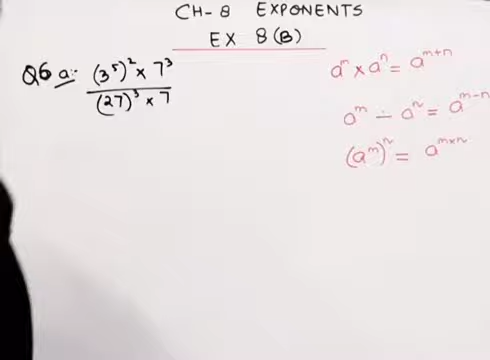 CH-8 EXPONENTS
EX 8(B)
Q6 a:- (3⁵)² × 7³
(27)³ × 7
aⁿ × aⁿ = aᵐ⁺ⁿ
aᵐ ÷ aⁿ = aᵐ⁻ⁿ
(aᵐ)ⁿ = aᵐˣⁿ